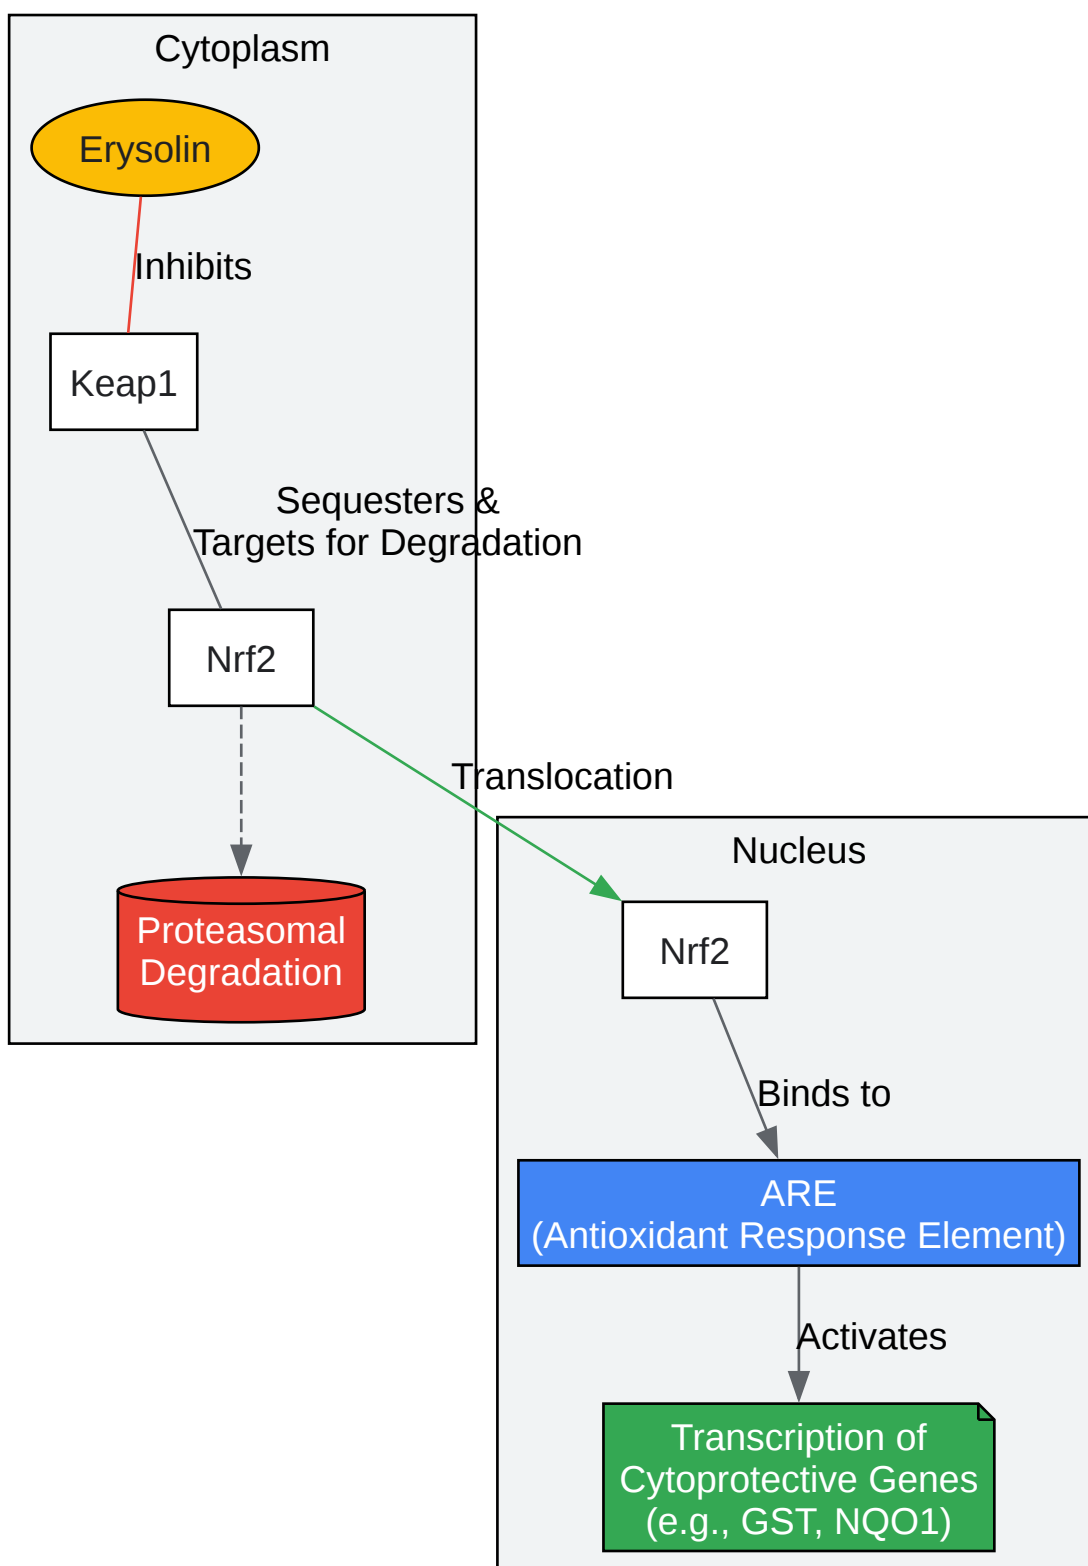 Cytoplasm
Erysolin
Inhibits
Keap1
Sequesters &
Targets for Degradation
Nrf2
Translocation
Proteasomal
Degradation
Nucleus
Nrf2
Binds to
ARE
(Antioxidant Response Element)
Activates
Transcription of
Cytoprotective Genes
(e.g., GST, NQO1)